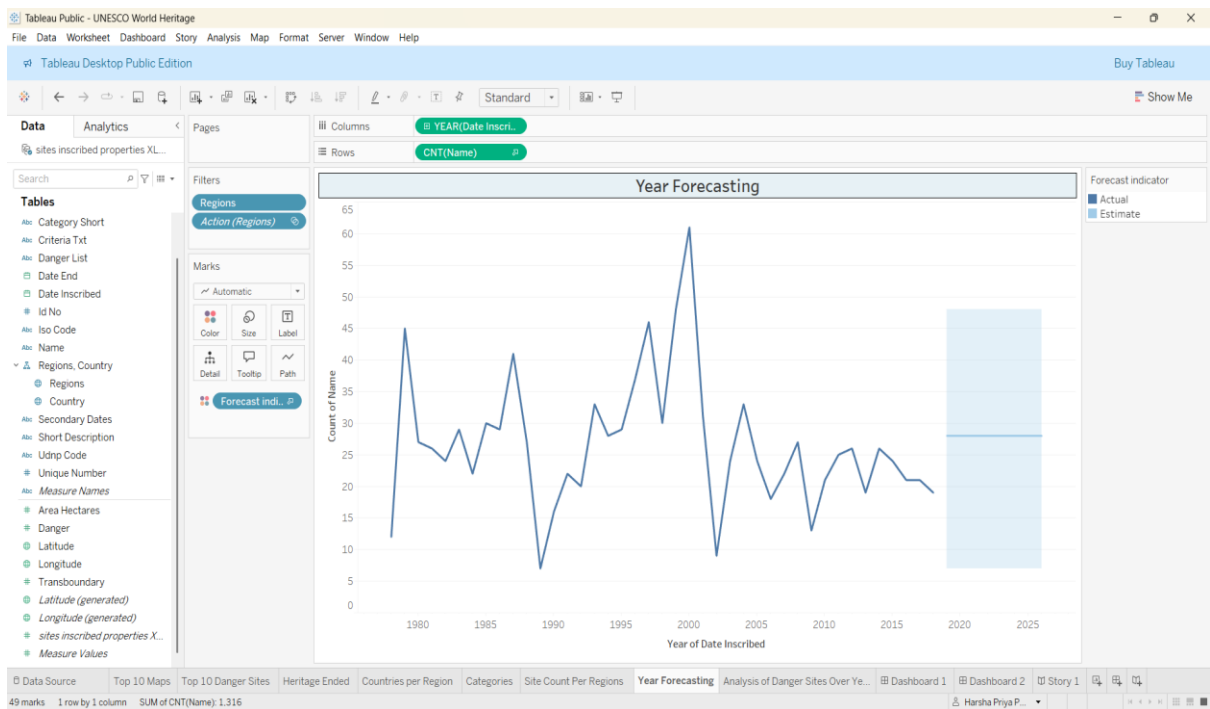 Tableau Public - UNESCO World Heritage
File Data Worksheet Dashboard Story Analysis Map Format Server Window Help
Tableau Desktop Public Edition
Buy Tableau
Standard
Show Me
Data Analytics
sites inscribed properties XL...
Search
Tables
Abc Category Short
Abc Criteria Txt
Abc Danger List
Date End
Date Inscribed
# Id No
Abc Iso Code
Abc Name
Regions, Country
Regions
Country
Abc Secondary Dates
Abc Short Description
Abc Udnp Code
# Unique Number
Abc Measure Names
# Area Hectares
# Danger
Latitude
Longitude
# Transboundary
Latitude (generated)
Longitude (generated)
# sites inscribed properties X...
# Measure Values
Pages
Filters
Regions
Action (Regions)
Marks
Automatic
Color Size Label
Detail Tooltip Path
Forecast indi..
Columns YEAR(Date Inscri..
Rows CNT(Name)
Year Forecasting
65
60
55
50
45
40
35
30
25
20
15
10
5
0
Count of Name
1980 1985 1990 1995 2000 2005 2010 2015 2020 2025
Year of Date Inscribed
Forecast indicator
Actual
Estimate
Data Source Top 10 Maps Top 10 Danger Sites Heritage Ended Countries per Region Categories Site Count Per Regions Year Forecasting Analysis of Danger Sites Over Ye... Dashboard 1 Dashboard 2 Story 1
49 marks 1 row by 1 column SUM of CNT(Name): 1,316
Harsha Priya P...